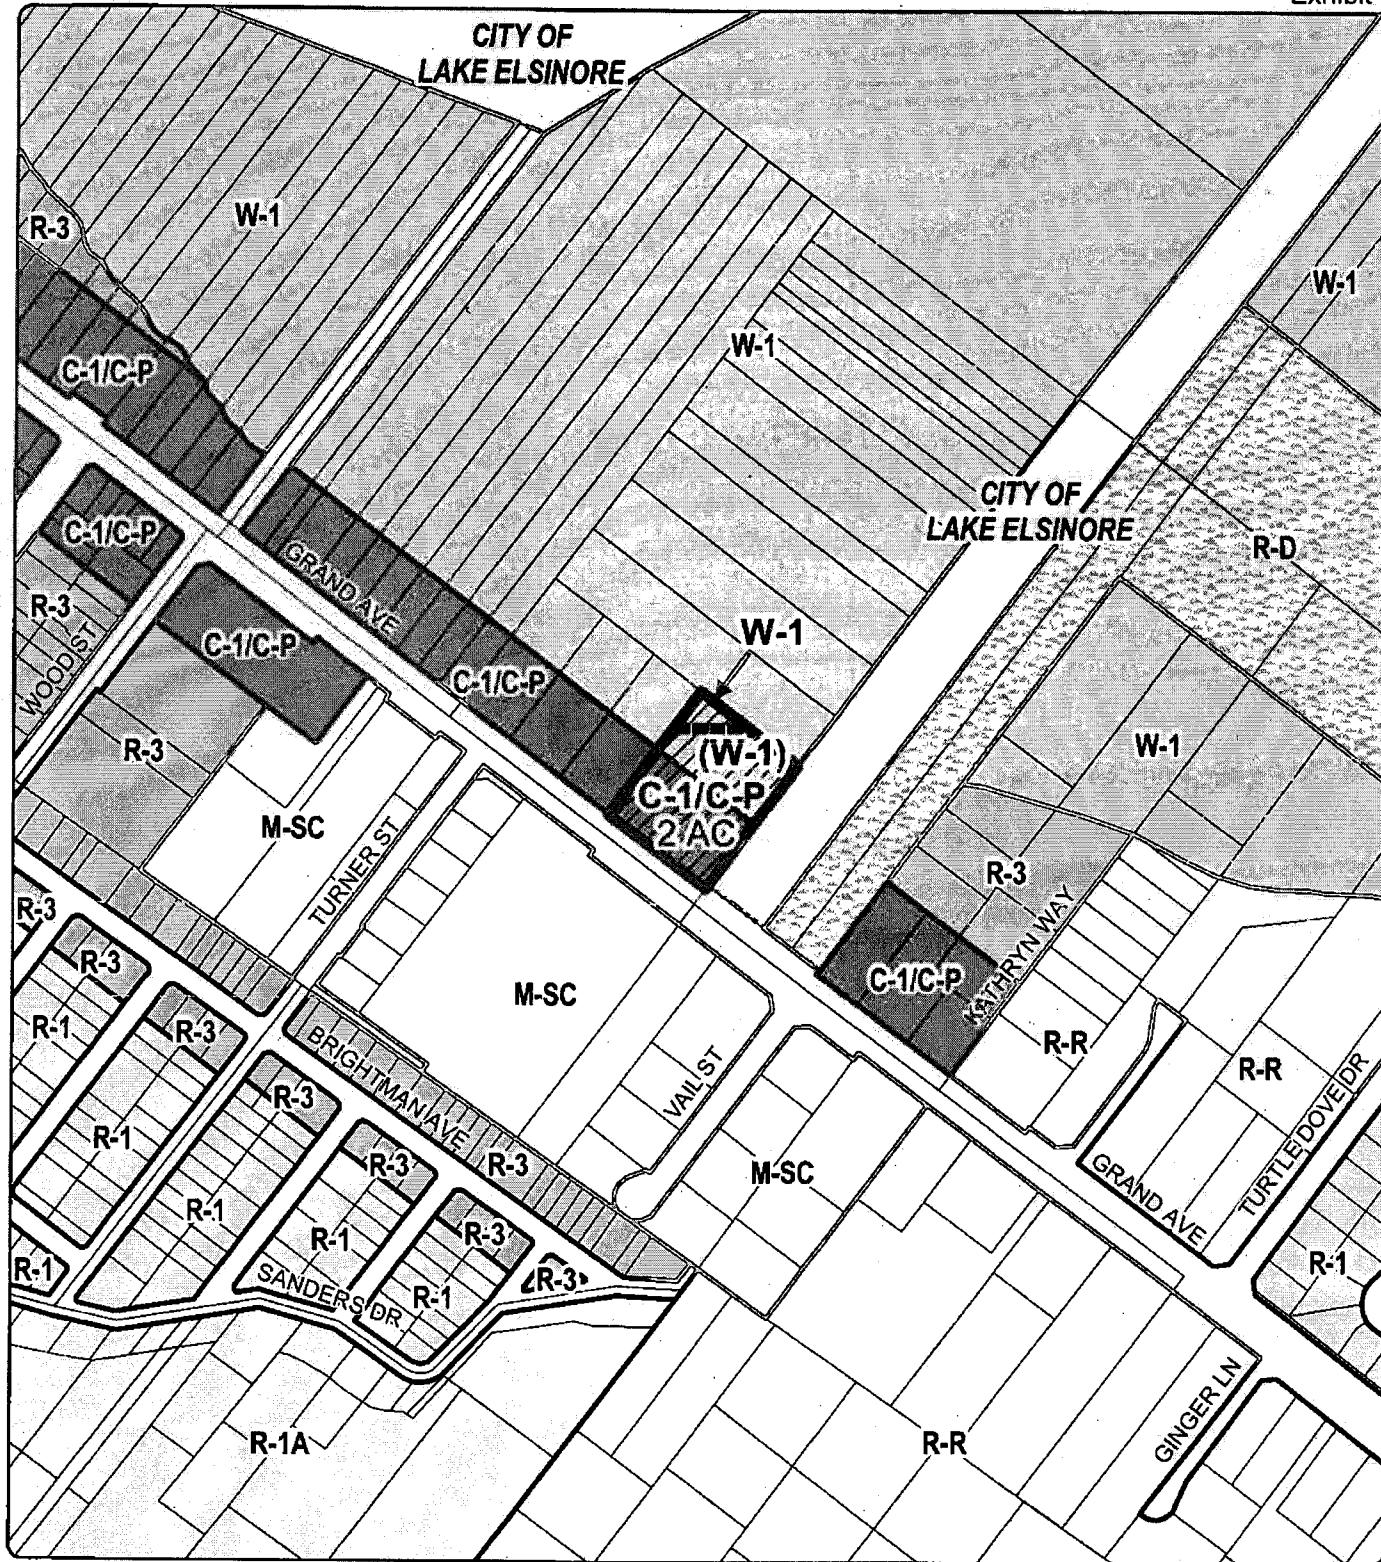 Exhibit
CITY OF
LAKE ELSINORE
R-3
W-1
W-1
W-1
C-1/C-P
CITY OF
LAKE ELSINORE
C-1/C-P
R-D
GRAND AVE
R-3
WOOD ST
C-1/C-P
W-1
C-1/C-P
R-3
(W-1)
C-1/C-P
2 AC
W-1
M-SC
TURNER ST
R-3
KATHRYN WAY
R-3
R-3
C-1/C-P
M-SC
R-1
R-3
R-R
R-R
BRIGHTMAN AVE
VAIL ST
R-3
TURTLE DOVE DR
R-1
R-3
R-3
M-SC
GRAND AVE
R-1
R-3
R-1
R-1
R-1
R-3
R-1
SANDERS DR
R-1
GINGER LN
R-1A
R-R